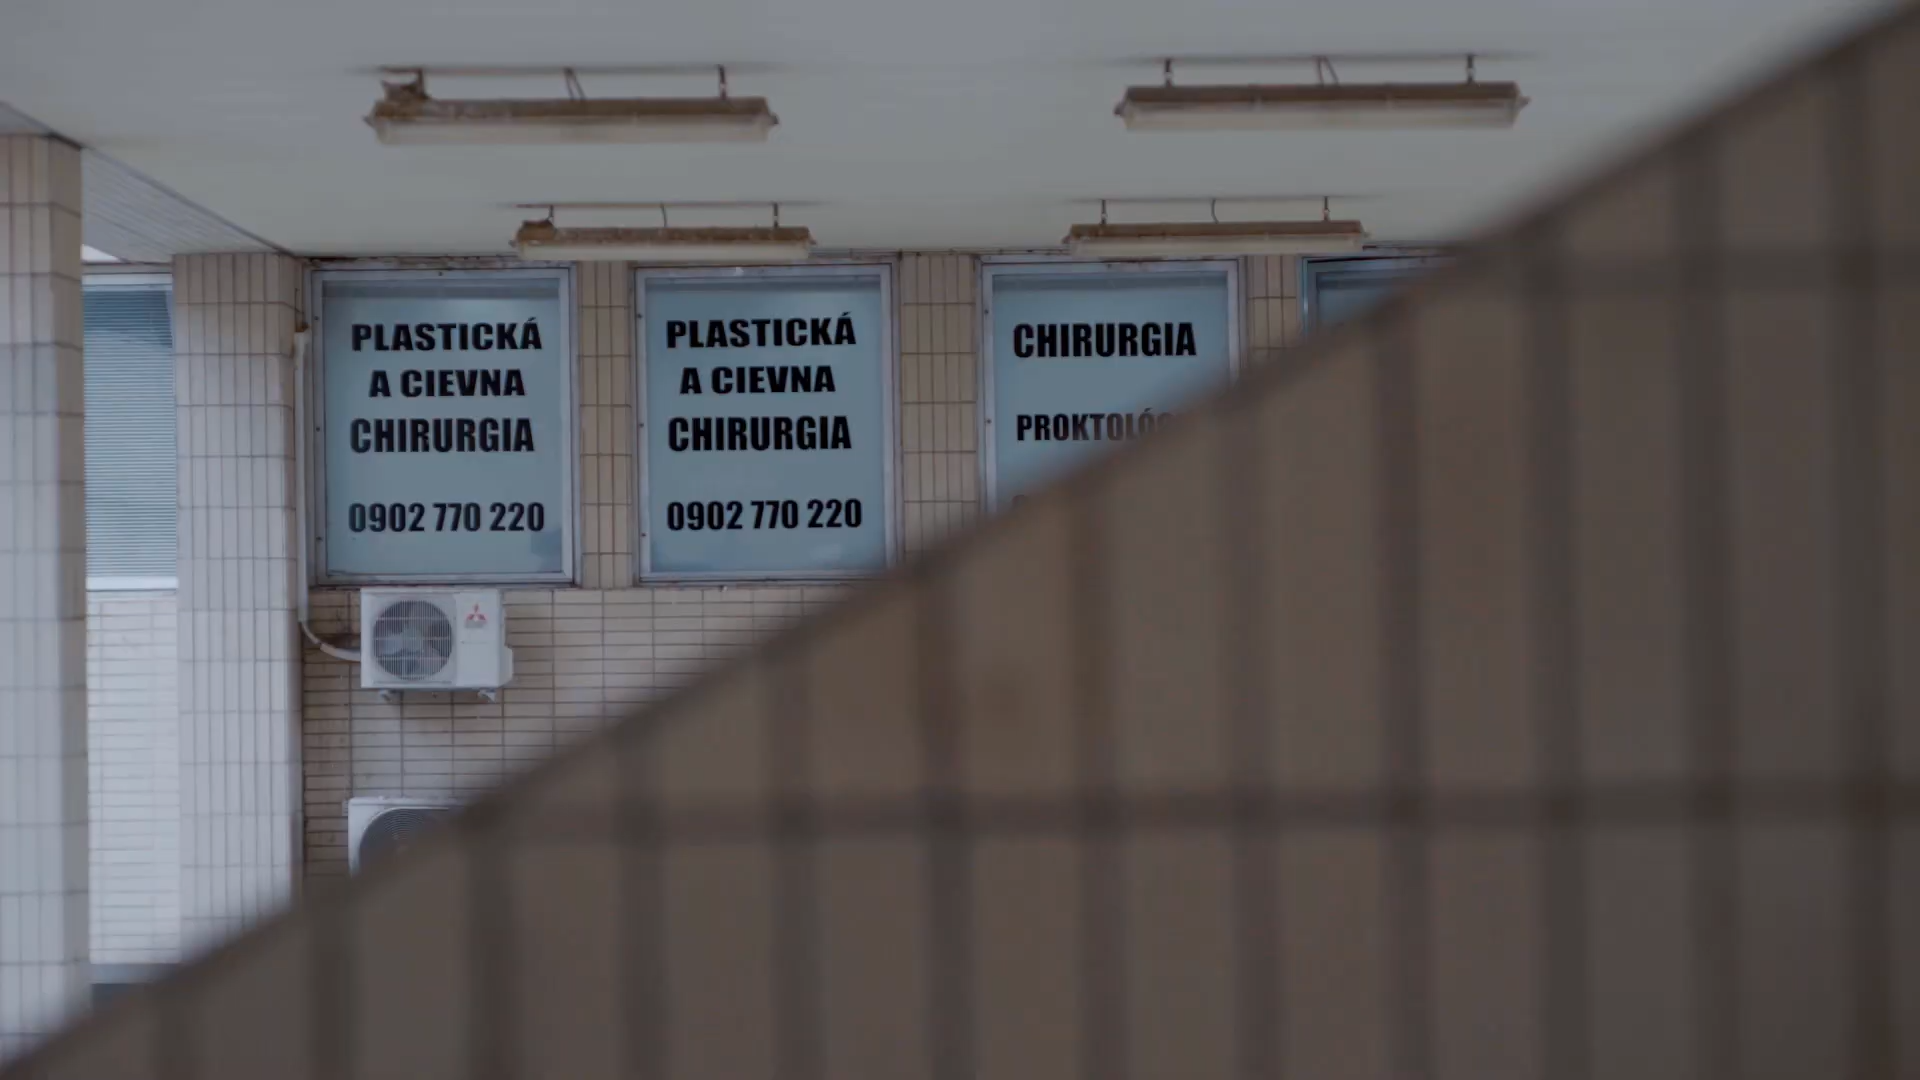 PLASTICKÁ
A CIEVNA
CHIRURGIA
0902 770 220
PLASTICKÁ
A CIEVNA
CHIRURGIA
0902 770 220
CHIRURGIA